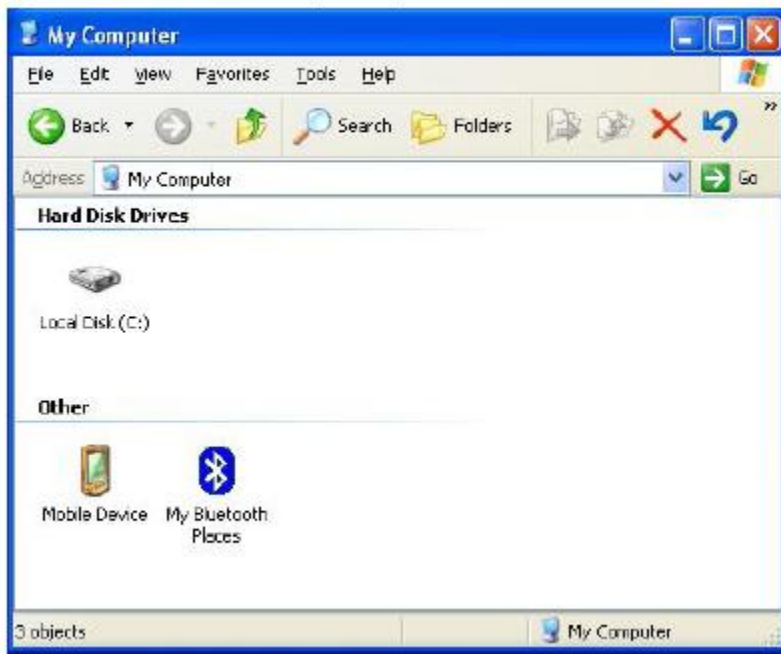 My Computer
File Edit View Favorites Tools Help
Back Search Folders »
Address My Computer Go
Hard Disk Drives
Local Disk (C:)
Other
Mobile Device My Bluetooth Places
3 objects My Computer